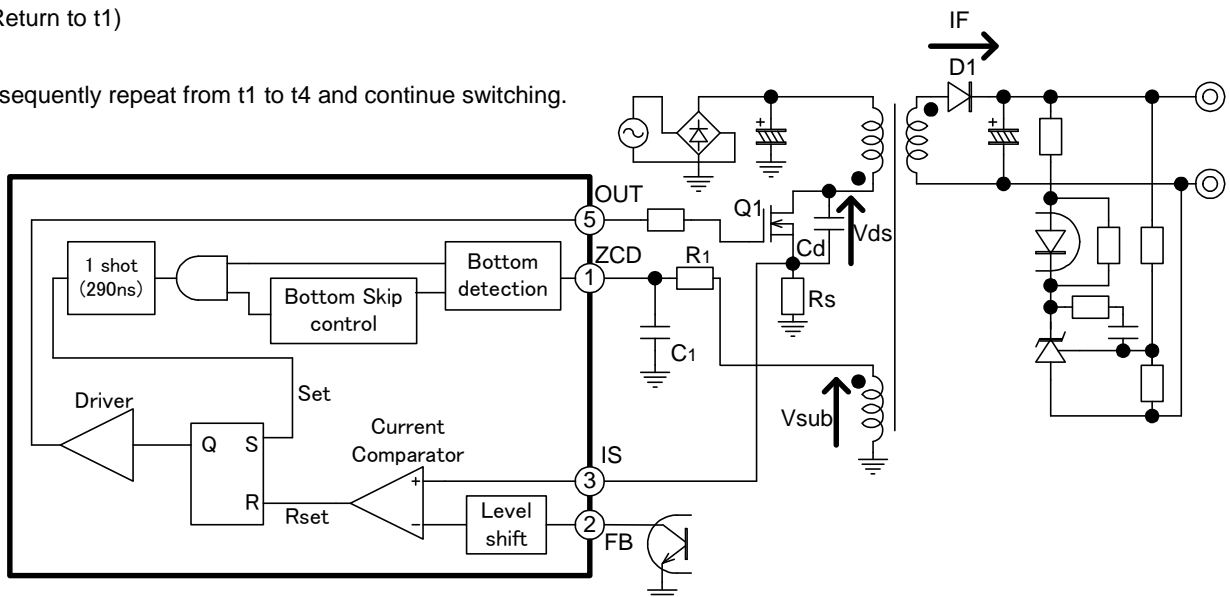 Return to t1)
sequently repeat from t1 to t4 and continue switching.
IF
D1
OUT
5
Q1
Vds
Cd
ZCD
1
R1
Rs
1 shot
(290ns)
Bottom
detection
Bottom Skip
control
C1
Set
Driver
Vsub
Current
Comparator
Q
S
R
Rset
+
−
IS
3
Level
shift
2
FB
+
+